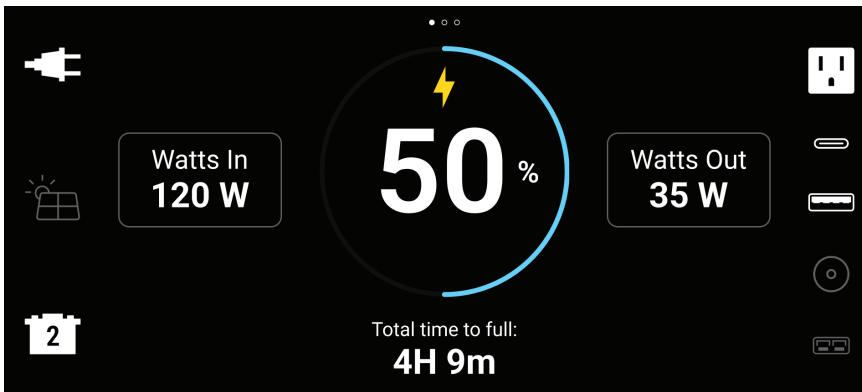 Watts In
120 W
50 %
Watts Out
35 W
2
Total time to full:
4H 9m